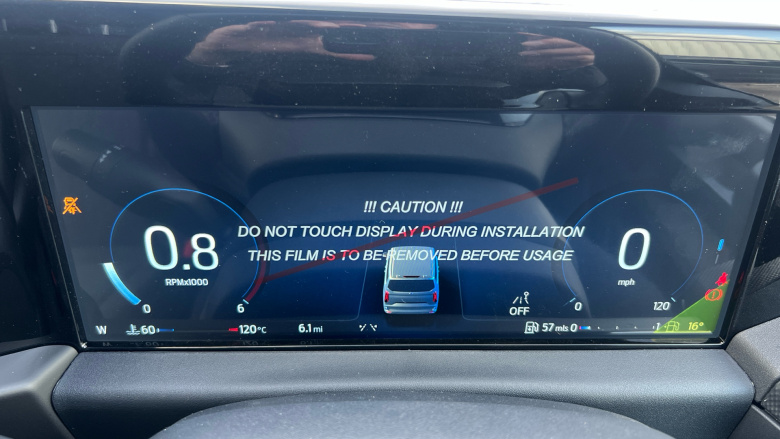 !!! CAUTION !!!
DO NOT TOUCH DISPLAY DURING INSTALLATION
THIS FILM IS TO BE REMOVED BEFORE USAGE
0.8
RPMx1000
0 6
0
mph
0 120
OFF
W 60 120°C 6.1 mi 57 mls 0 1 16°